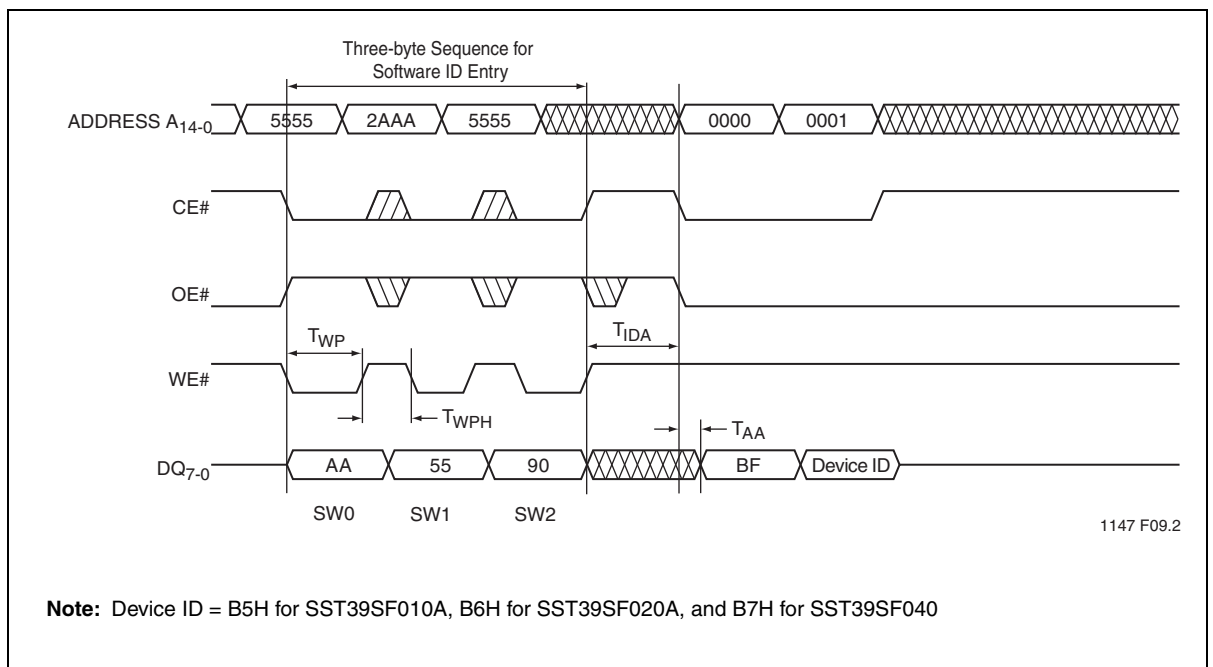 Three-byte Sequence for
Software ID Entry
ADDRESS A14-0
5555
2AAA
5555
0000
0001
CE#
OE#
TWP
TIDA
WE#
TWPH
TAA
DQ7-0
AA
55
90
BF
Device ID
SW0
SW1
SW2
1147 F09.2
Note: Device ID = B5H for SST39SF010A, B6H for SST39SF020A, and B7H for SST39SF040